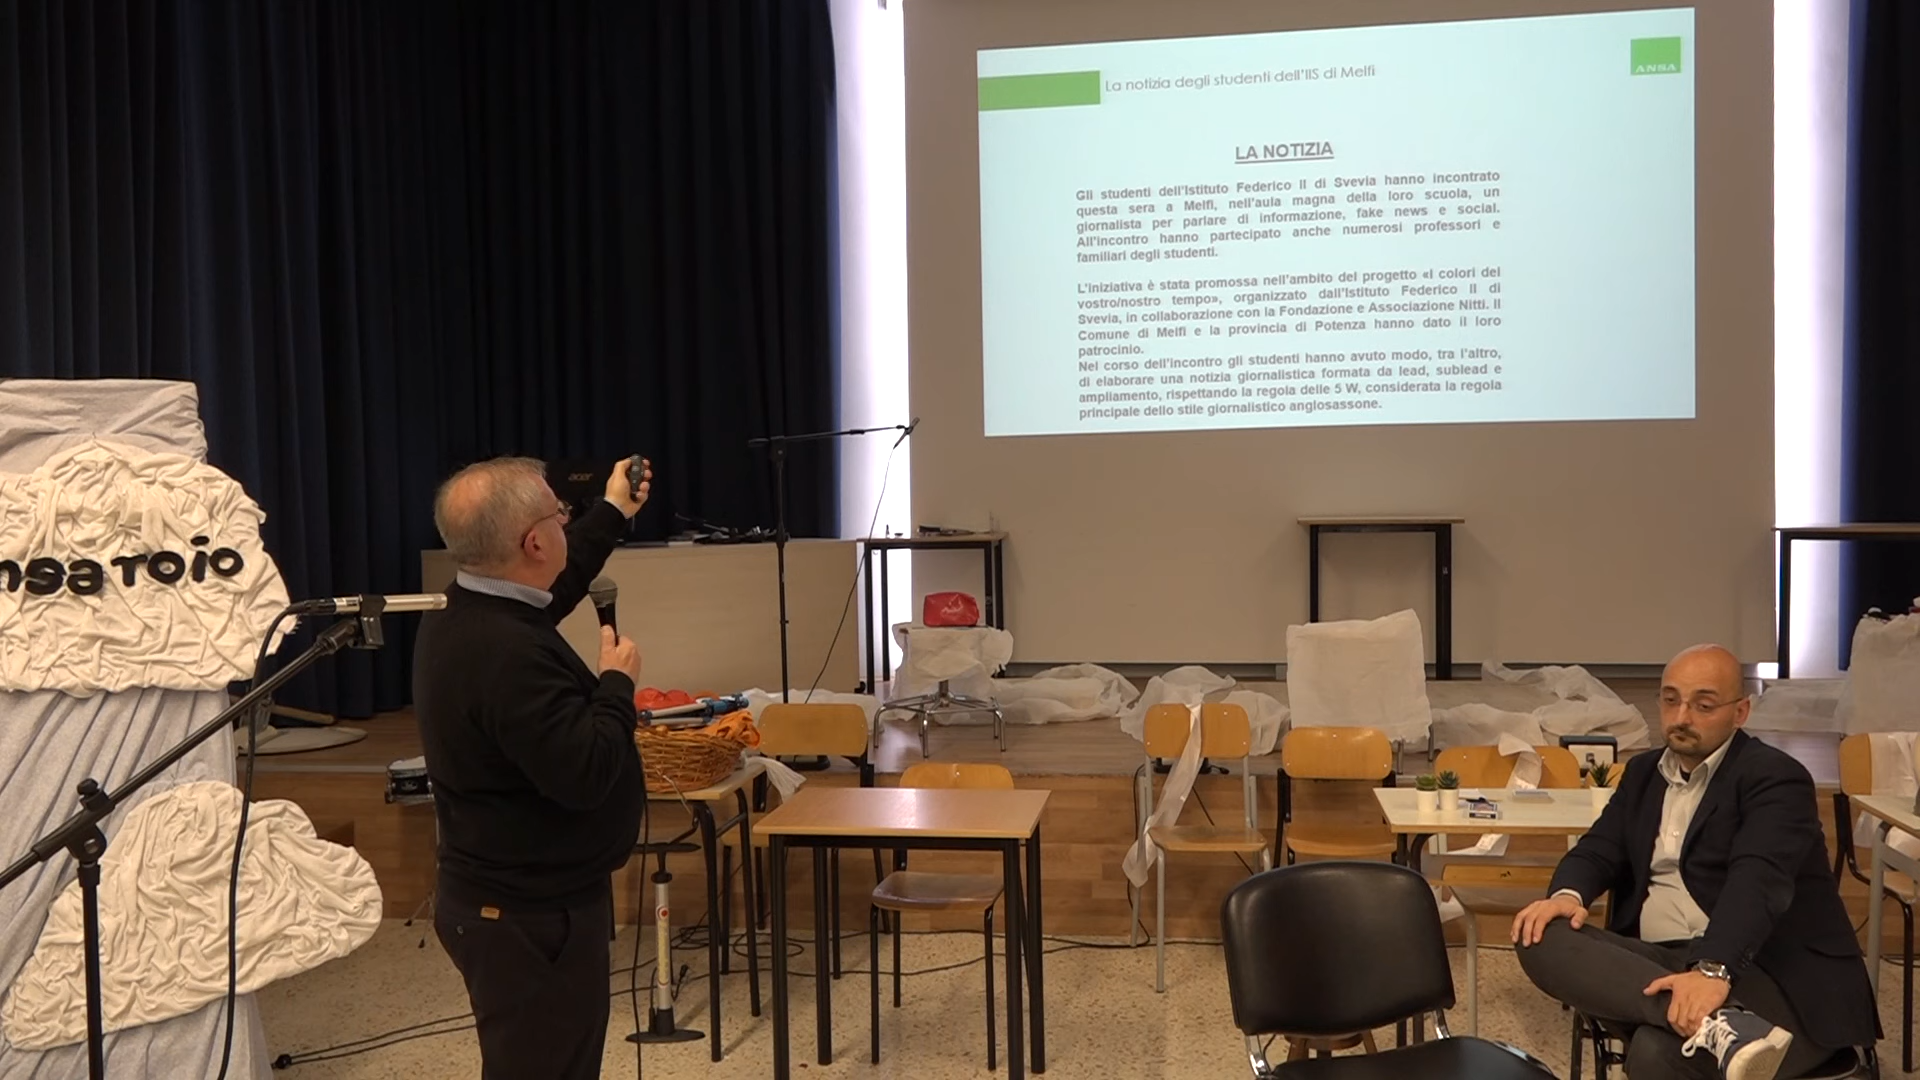 La notizia degli studenti dell'IIS di Melfi
ANSA
LA NOTIZIA
Gli studenti dell'Istituto Federico II di Svevia hanno incontrato
questa sera a Melfi, nell'aula magna della loro scuola, un
giornalista per parlare di informazione, fake news e social.
All'incontro hanno partecipato anche numerosi professori e
familiari degli studenti.
L'iniziativa è stata promossa nell'ambito del progetto «I colori del
vostro/nostro tempo», organizzato dall'Istituto Federico II di
Svevia, in collaborazione con la Fondazione e Associazione Nitti. Il
Comune di Melfi e la provincia di Potenza hanno dato il loro
patrocinio.
Nel corso dell'incontro gli studenti hanno avuto modo, tra l'altro,
di elaborare una notizia giornalistica formata da lead, sublead e
ampliamento, rispettando la regola delle 5 W, considerata la regola
principale dello stile giornalistico anglosassone.
acer